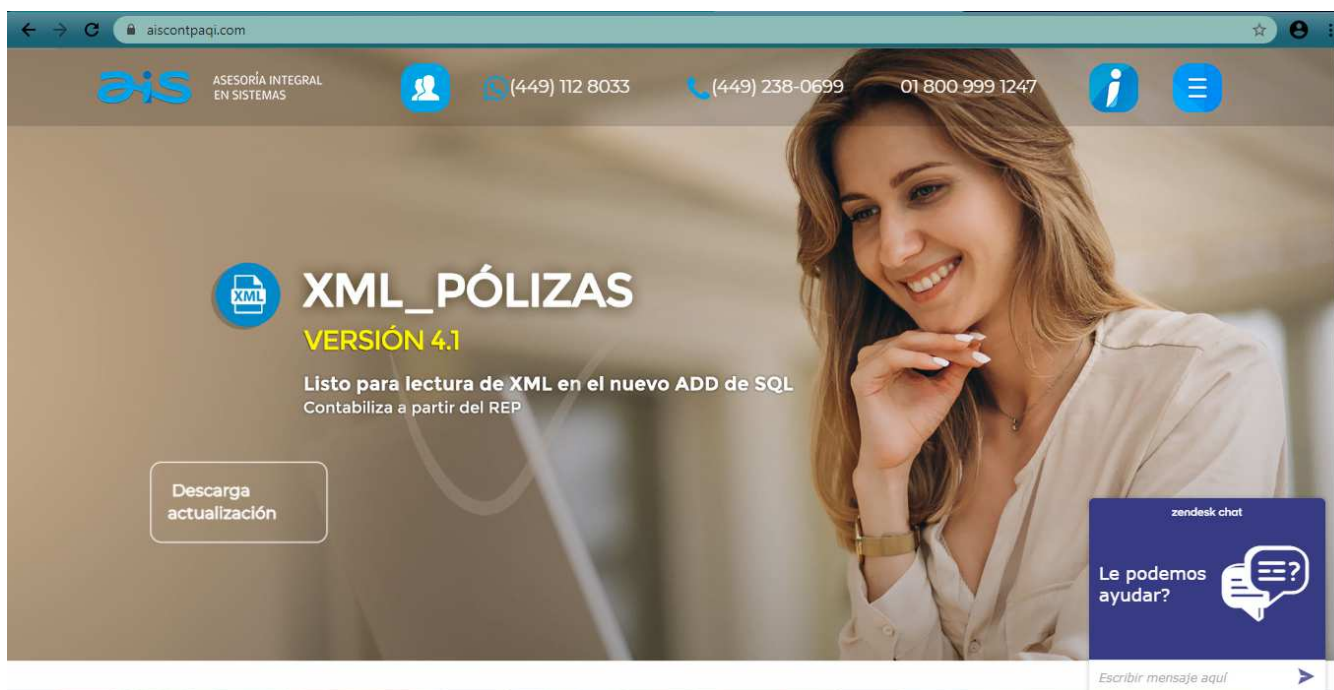 aiscontpaqi.com
ais
ASESORÍA INTEGRAL
EN SISTEMAS
(449) 112 8033
(449) 238-0699
01 800 999 1247
i
XML
XML_PÓLIZAS
VERSIÓN 4.1
Listo para lectura de XML en el nuevo ADD de SQL
Contabiliza a partir del REP
Descarga
actualización
zendesk chat
Le podemos
ayudar?
?
Escribir mensaje aquí